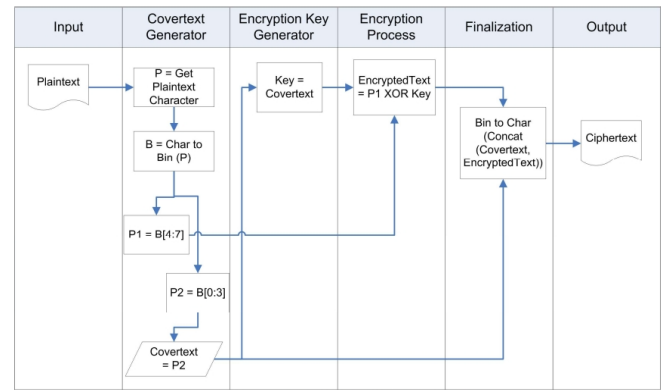 Input
Covertext
Generator
Encryption Key
Generator
Encryption
Process
Finalization
Output
Plaintext
P = Get
Plaintext
Character
Key =
Covertext
EncryptedText
= P1 XOR Key
Bin to Char
(Concat
(Covertext,
EncryptedText))
Ciphertext
B = Char to
Bin (P)
P1 = B[4:7]
P2 = B[0:3]
Covertext
= P2